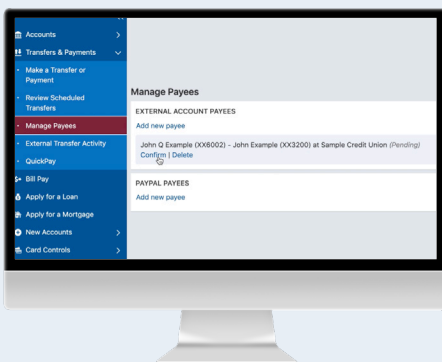 Accounts
Transfers & Payments
Make a Transfer or
Payment
Review Scheduled
Transfers
Manage Payees
External Transfer Activity
QuickPay
Bill Pay
Apply for a Loan
Apply for a Mortgage
New Accounts
Card Controls
Manage Payees
EXTERNAL ACCOUNT PAYEES
Add new payee
John Q Example (XX6002) - John Example (XX3200) at Sample Credit Union (Pending)
Confirm | Delete
PAYPAL PAYEES
Add new payee